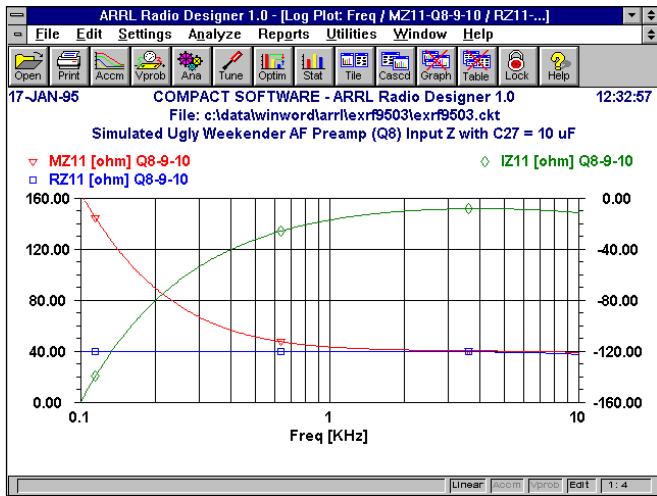 ARRL Radio Designer 1.0 - [Log Plot: Freq / MZ11-Q8-9-10 / RZ11-...]
File Edit Settings Analyze Reports Utilities Window Help
Open Print Accm Vprob Ana Tune Optim Stat Tile Cascd Graph Table Lock Help
17-JAN-95 COMPACT SOFTWARE - ARRL Radio Designer 1.0 12:32:57
File: c:\data\winword\arrl\exrf9503\exrf9503.ckt
Simulated Ugly Weekender AF Preamp (Q8) Input Z with C27 = 10 uF
MZ11 [ohm] Q8-9-10 IZ11 [ohm] Q8-9-10
RZ11 [ohm] Q8-9-10
160.00 0.00
120.00 -40.00
80.00 -80.00
40.00 -120.00
0.00 -160.00
0.1 1 10
Freq [KHz]
Linear Accm Vprob Edit 1: 4